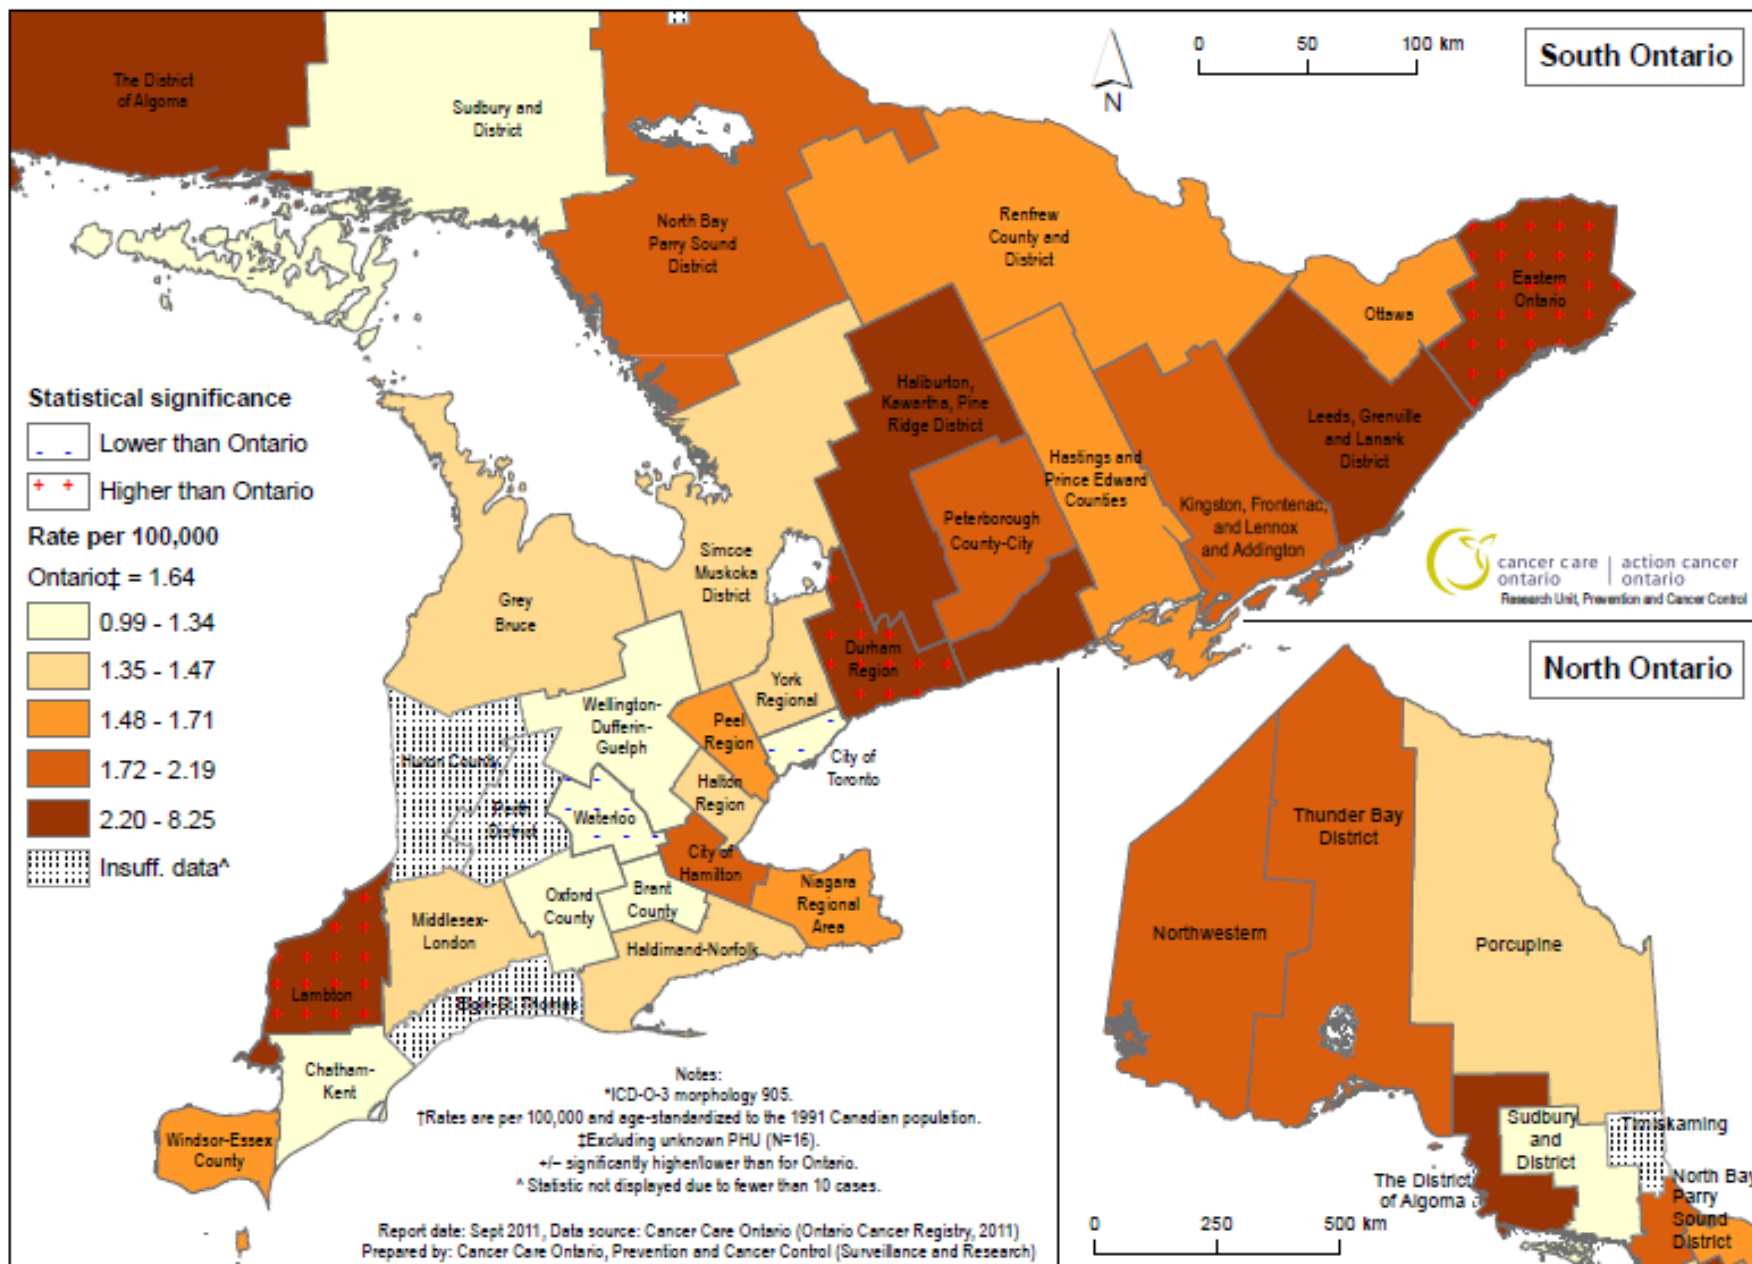 South Ontario
0 50 100 km
N
The District
of Algoma
Sudbury and
District
North Bay
Parry Sound
District
Renfrew
County and
District
Ottawa
Eastern
Ontario
Haliburton,
Kawartha, Pine
Ridge District
Leeds, Grenville
and Lanark
District
Hastings and
Prince Edward
Counties
Peterborough
County-City
Kingston, Frontenac,
and Lennox
and Addington
Simcoe
Muskoka
District
Grey
Bruce
Durham
Region
York
Regional
Wellington-
Dufferin-
Guelph
Peel
Region
City of
Toronto
Huron County
Halton
Region
Perth
District
Waterloo
City of
Hamilton
Oxford
County
Brant
County
Niagara
Regional
Area
Middlesex-
London
Haldimand-Norfolk
Lambton
Elgin-St. Thomas
Chatham-
Kent
Windsor-Essex
County
Statistical significance
- - Lower than Ontario
+ + Higher than Ontario
Rate per 100,000
Ontario‡ = 1.64
0.99 - 1.34
1.35 - 1.47
1.48 - 1.71
1.72 - 2.19
2.20 - 8.25
Insuff. data^
cancer care | action cancer
ontario | ontario
Research Unit, Prevention and Cancer Control
North Ontario
Thunder Bay
District
Northwestern
Porcupine
Sudbury
and
District
Timiskaming
The District
of Algoma
North Bay
Parry
Sound
District
0 250 500 km
Notes:
*ICD-O-3 morphology 905.
†Rates are per 100,000 and age-standardized to the 1991 Canadian population.
‡Excluding unknown PHU (N=16).
+/– significantly higher/lower than for Ontario.
^ Statistic not displayed due to fewer than 10 cases.
Report date: Sept 2011, Data source: Cancer Care Ontario (Ontario Cancer Registry, 2011)
Prepared by: Cancer Care Ontario, Prevention and Cancer Control (Surveillance and Research)